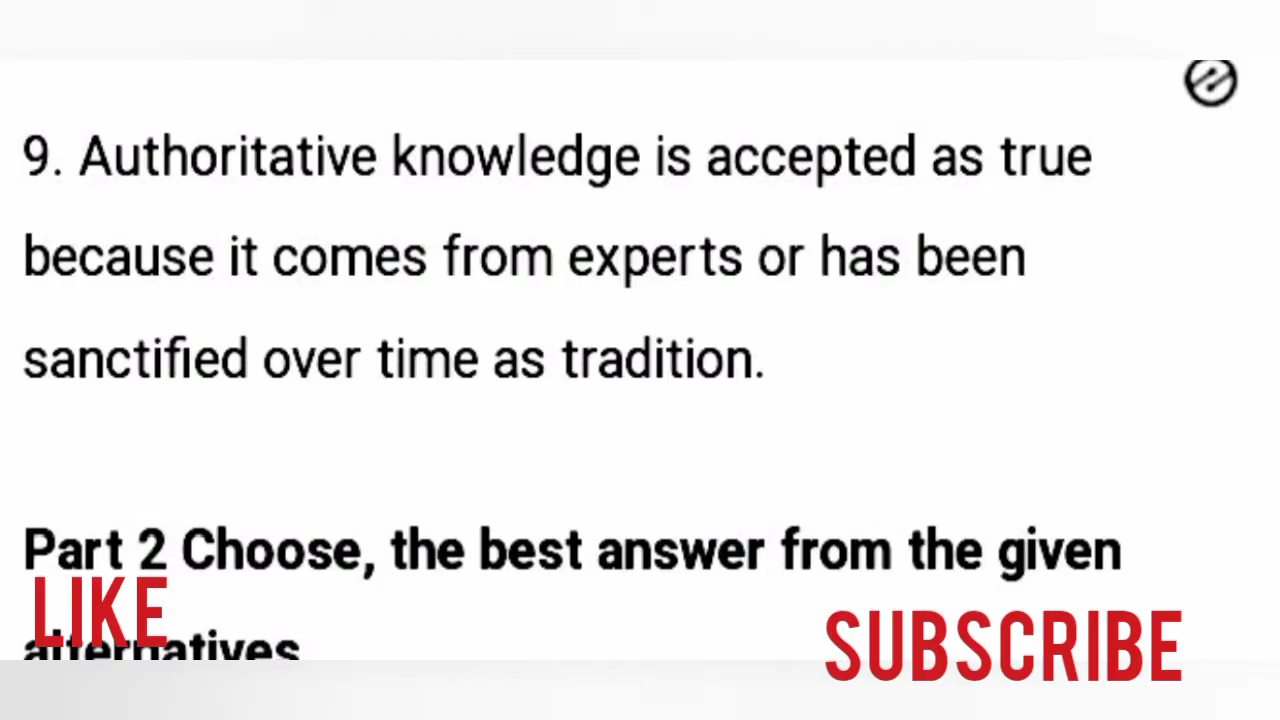 9. Authoritative knowledge is accepted as true
because it comes from experts or has been
sanctified over time as tradition.
Part 2 Choose, the best answer from the given
LIKE
alternatives
SUBSCRIBE